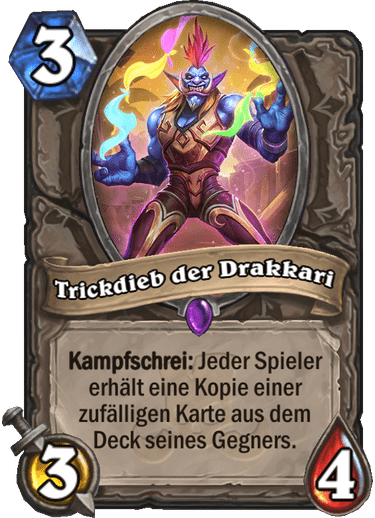 3
Trickdieb der Drakkari
Kampfschrei: Jeder Spieler
erhält eine Kopie einer
zufälligen Karte aus dem
Deck seines Gegners.
3
4